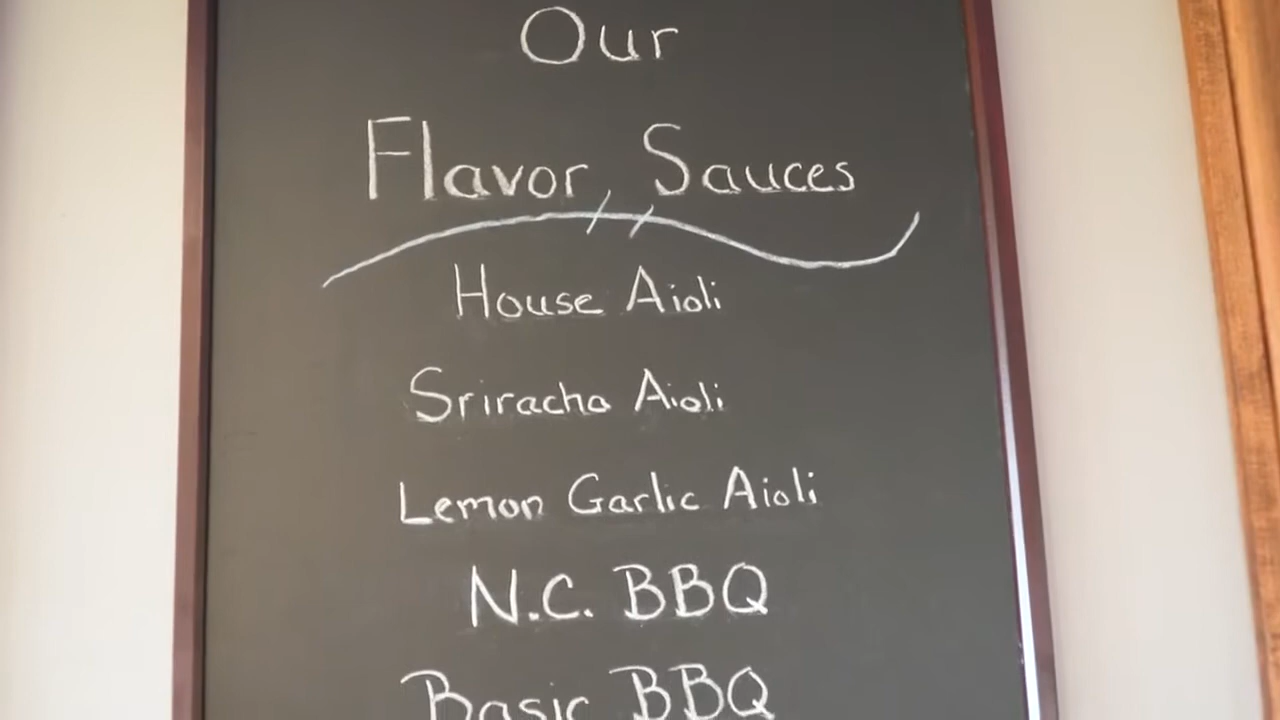 Our
Flavor Sauces
House Aioli
Sriracha Aioli
Lemon Garlic Aioli
N.C. BBQ
Basic BBQ